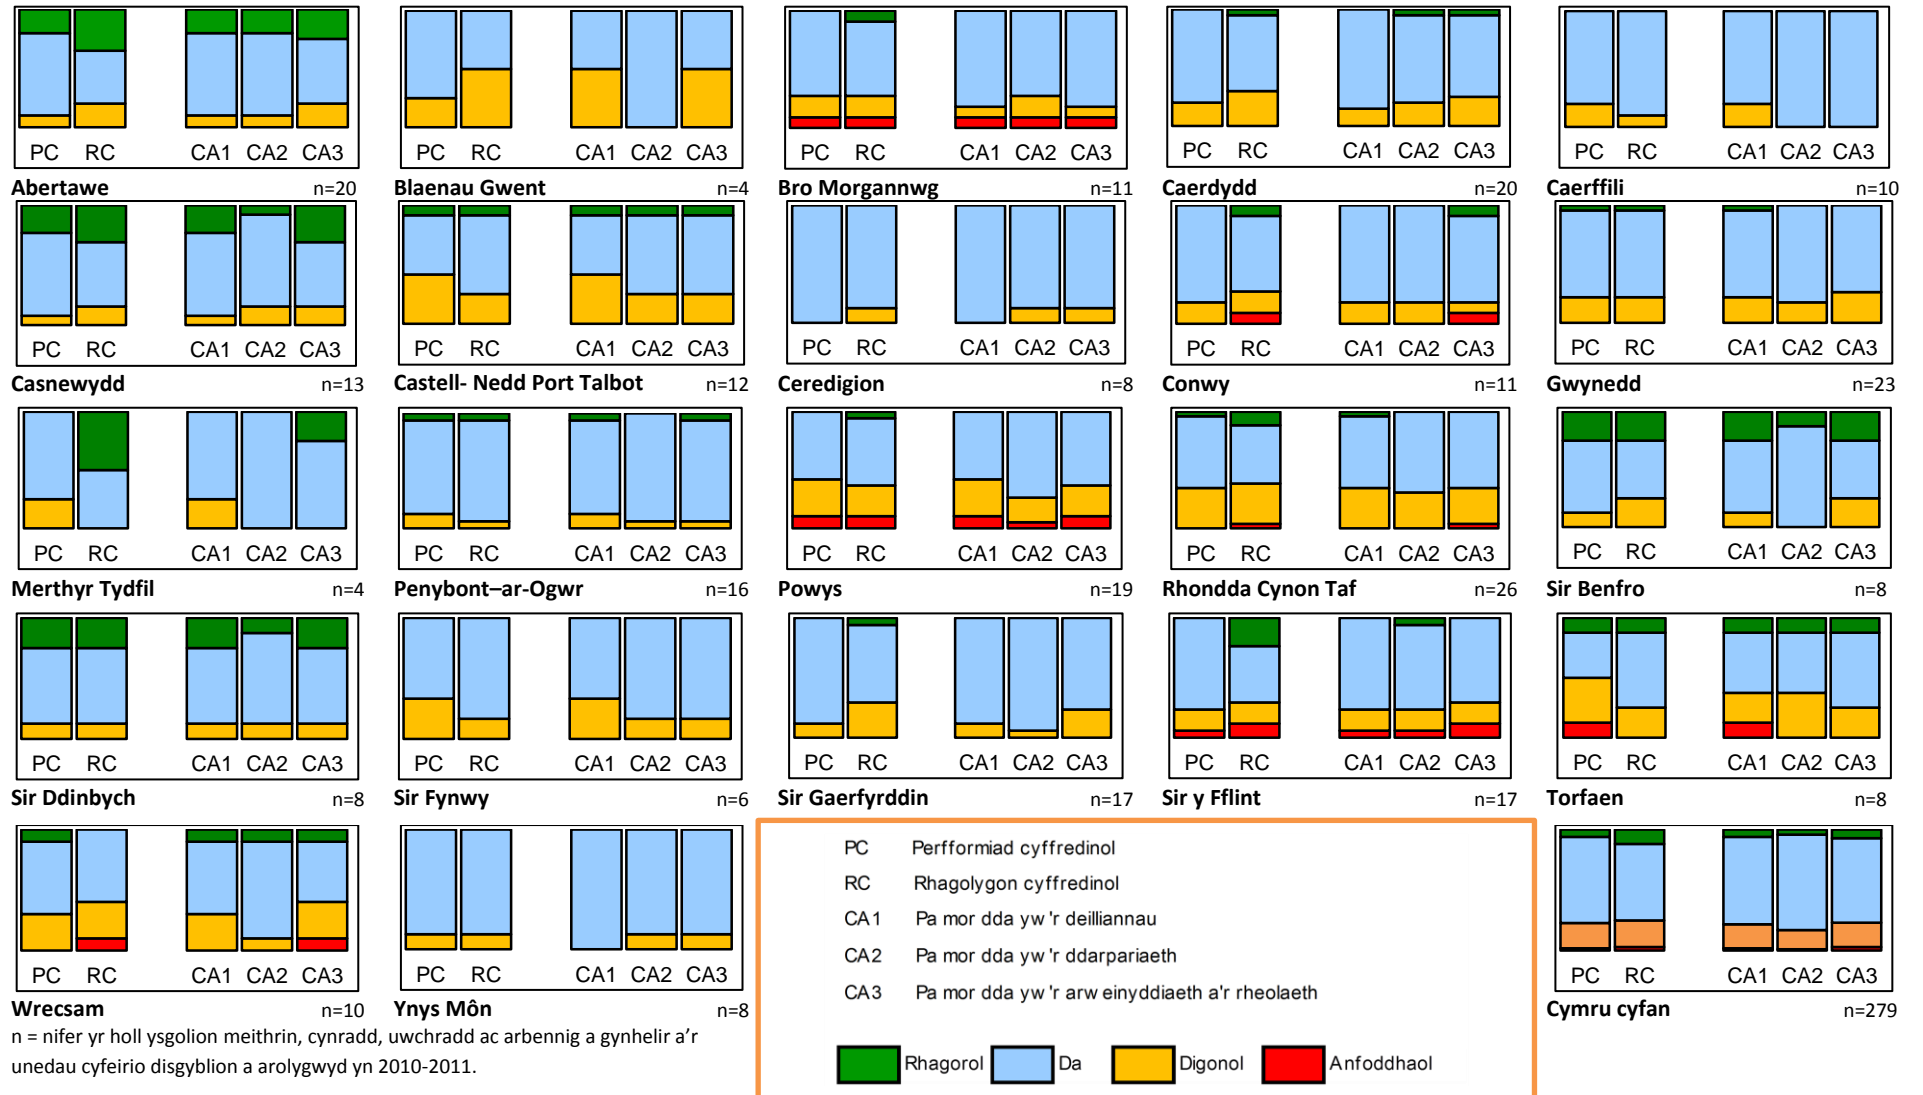 PC RC CA1 CA2 CA3
Abertawe n=20
PC RC CA1 CA2 CA3
Blaenau Gwent n=4
PC RC CA1 CA2 CA3
Bro Morgannwg n=11
PC RC CA1 CA2 CA3
Caerdydd n=20
PC RC CA1 CA2 CA3
Caerffili n=10
PC RC CA1 CA2 CA3
Casnewydd n=13
PC RC CA1 CA2 CA3
Castell- Nedd Port Talbot n=12
PC RC CA1 CA2 CA3
Ceredigion n=8
PC RC CA1 CA2 CA3
Conwy n=11
PC RC CA1 CA2 CA3
Gwynedd n=23
PC RC CA1 CA2 CA3
Merthyr Tydfil n=4
PC RC CA1 CA2 CA3
Penybont–ar-Ogwr n=16
PC RC CA1 CA2 CA3
Powys n=19
PC RC CA1 CA2 CA3
Rhondda Cynon Taf n=26
PC RC CA1 CA2 CA3
Sir Benfro n=8
PC RC CA1 CA2 CA3
Sir Ddinbych n=8
PC RC CA1 CA2 CA3
Sir Fynwy n=6
PC RC CA1 CA2 CA3
Sir Gaerfyrddin n=17
PC RC CA1 CA2 CA3
Sir y Fflint n=17
PC RC CA1 CA2 CA3
Torfaen n=8
PC RC CA1 CA2 CA3
Wrecsam n=10
PC RC CA1 CA2 CA3
Ynys Môn n=8
PC Perfformiad cyffredinol
RC Rhagolygon cyffredinol
CA1 Pa mor dda yw 'r deilliannau
CA2 Pa mor dda yw 'r ddarpariaeth
CA3 Pa mor dda yw 'r arw einyddiaeth a'r rheolaeth
Rhagorol Da Digonol Anfoddhaol
PC RC CA1 CA2 CA3
Cymru cyfan n=279
n = nifer yr holl ysgolion meithrin, cynradd, uwchradd ac arbennig a gynhelir a'r
unedau cyfeirio disgyblion a arolygwyd yn 2010-2011.